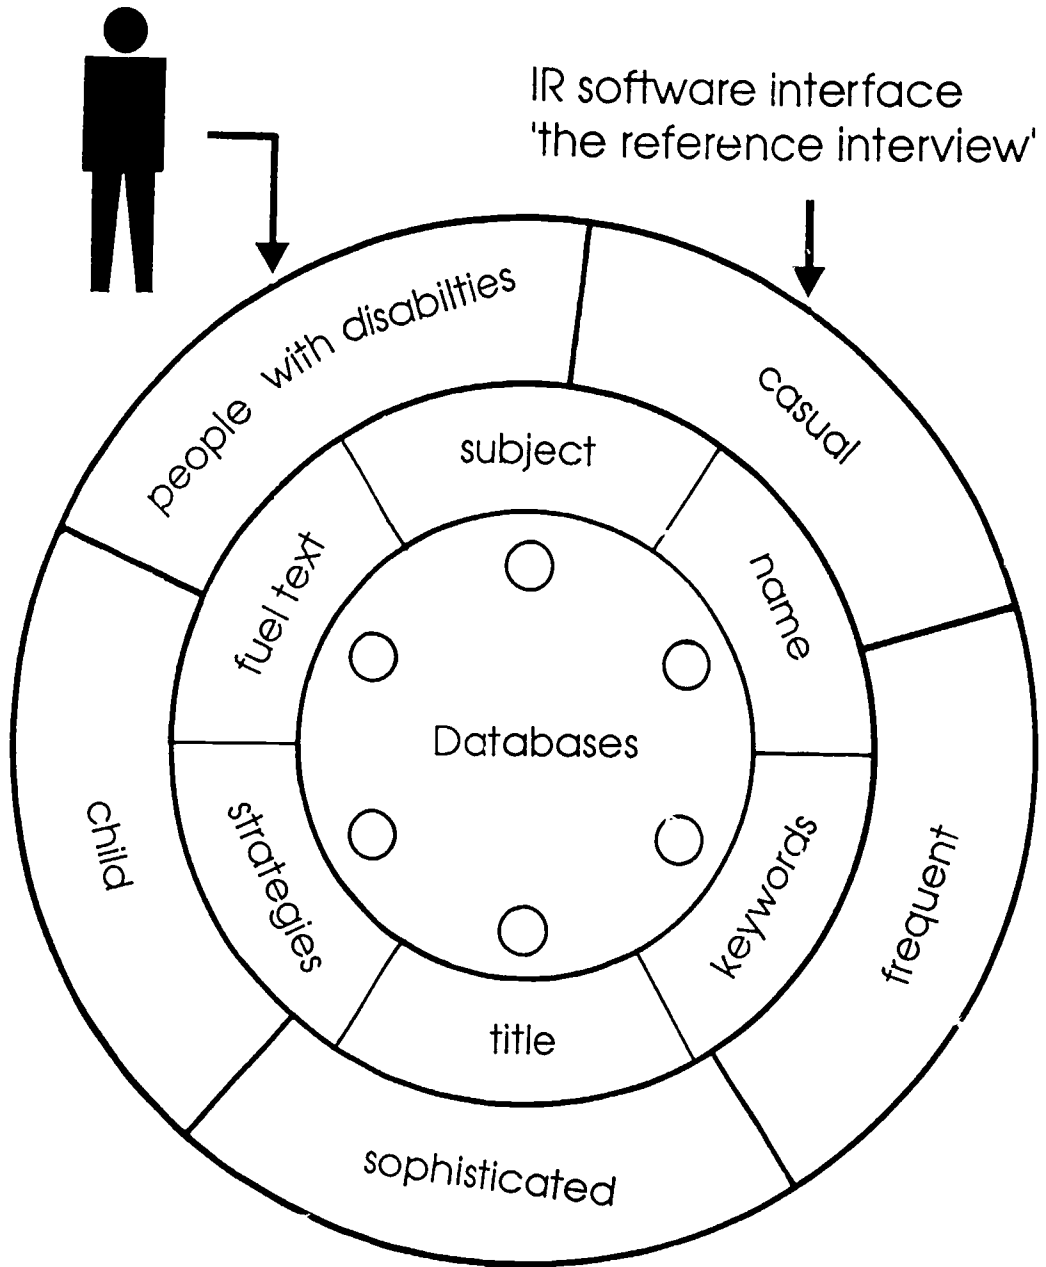 IR software interface
'the reference interview'
people with disabilties
casual
subject
fuel text
name
Databases
child
strategies
keywords
frequent
title
sophisticated